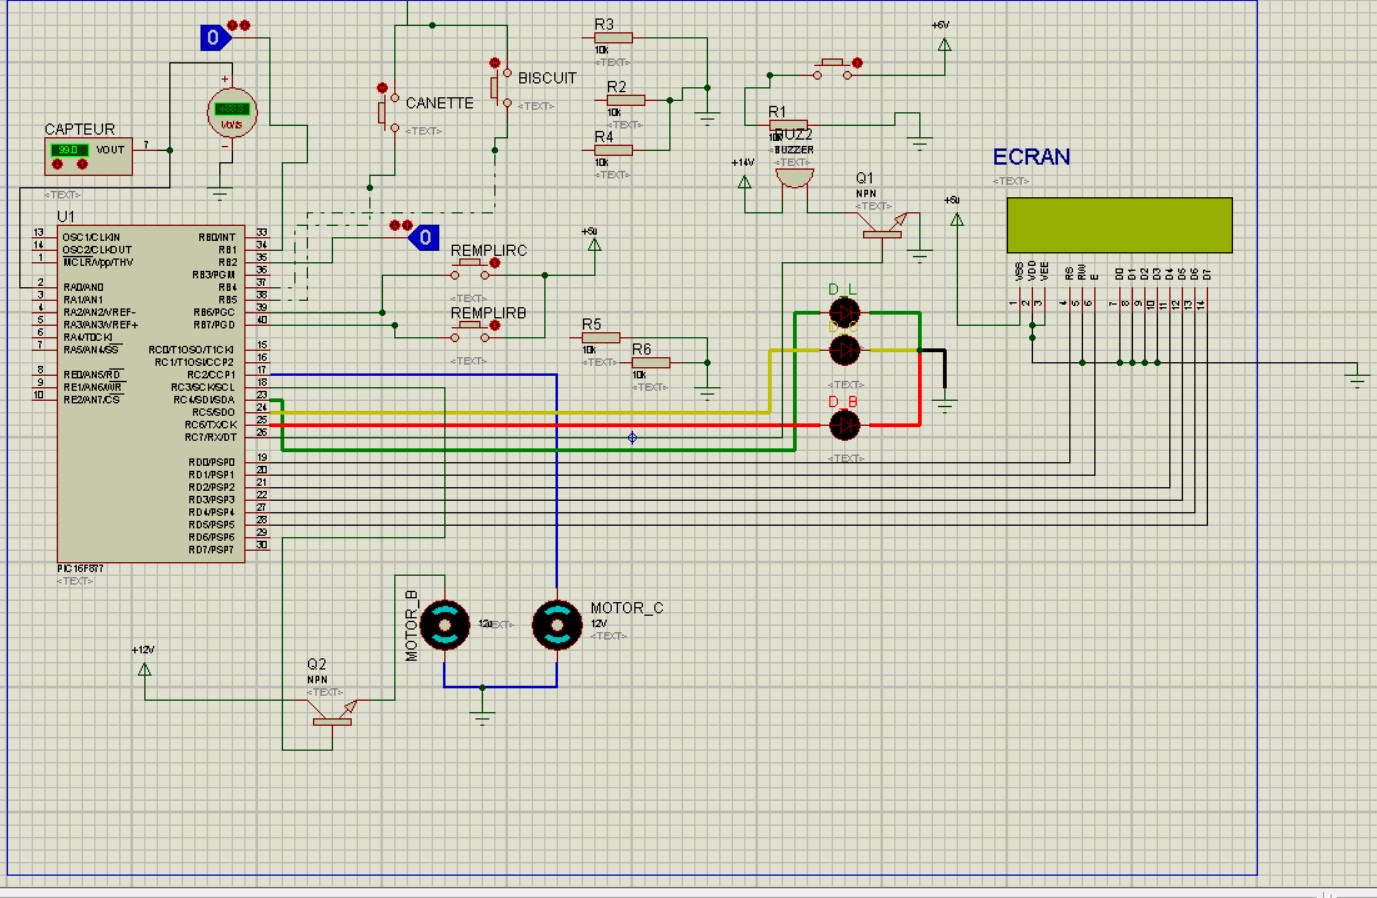 0
+5V
R3
10k
<TEXT>
BISCUIT
<TEXT>
CANETTE
<TEXT>
R2
10k
<TEXT>
R1
10k
BUZ2
BUZZER
<TEXT>
+
Volts
-
CAPTEUR
99.0
VOUT
7
<TEXT>
R4
10k
<TEXT>
+14V
Q1
NPN
<TEXT>
ECRAN
<TEXT>
U1
13 OSC1/CLKIN
14 OSC2/CLKOUT
1 MCLR/Vpp/THV
2 RA0/AN0
3 RA1/AN1
4 RA2/AN2/VREF-
5 RA3/AN3/VREF+
6 RA4/T0CKI
7 RA5/AN4/SS
8 RE0/AN5/RD
9 RE1/AN6/WR
10 RE2/AN7/CS
RB0/INT 33
RB1 34
RB2 35
RB3/PGM 36
RB4 37
RB5 38
RB6/PGC 39
RB7/PGD 40
RC0/T1OSO/T1CKI 15
RC1/T1OSI/CCP2 16
RC2/CCP1 17
RC3/SCK/SCL 18
RC4/SDI/SDA 23
RC5/SDO 24
RC6/TX/CK 25
RC7/RX/DT 26
RD0/PSP0 19
RD1/PSP1 20
RD2/PSP2 21
RD3/PSP3 22
RD4/PSP4 27
RD5/PSP5 28
RD6/PSP6 29
RD7/PSP7 30
PIC16F877
<TEXT>
0
REMPLIRC
<TEXT>
REMPLIRB
<TEXT>
+5v
R5
10k
<TEXT>
R6
10k
<TEXT>
D_L
<TEXT>
D_B
<TEXT>
VSS VDD VEE RS RW E D0 D1 D2 D3 D4 D5 D6 D7
1 2 3 4 5 6 7 8 9 10 11 12 13 14
MOTOR_B
<TEXT>
MOTOR_C
12V
<TEXT>
+12V
Q2
NPN
<TEXT>